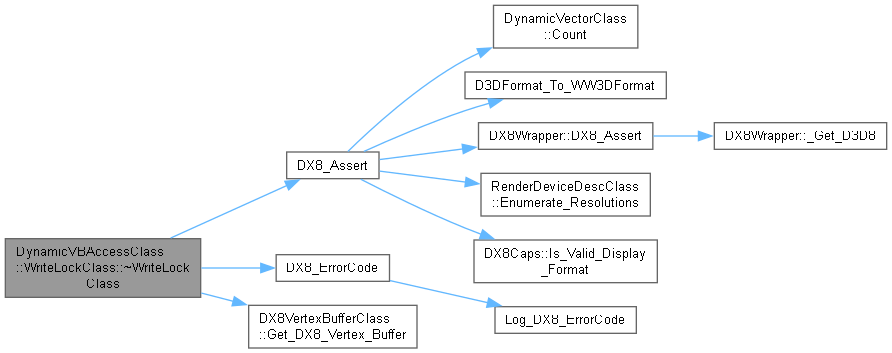 DynamicVectorClass
::Count
D3DFormat_To_WW3DFormat
DX8Wrapper::DX8_Assert
DX8Wrapper::_Get_D3D8
DX8_Assert
RenderDeviceDescClass
::Enumerate_Resolutions
DX8Caps::Is_Valid_Display
_Format
DynamicVBAccessClass
::WriteLockClass::~WriteLock
Class
DX8_ErrorCode
Log_DX8_ErrorCode
DX8VertexBufferClass
::Get_DX8_Vertex_Buffer